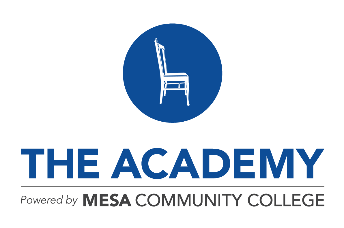 THE ACADEMY
Powered by MESA COMMUNITY COLLEGE